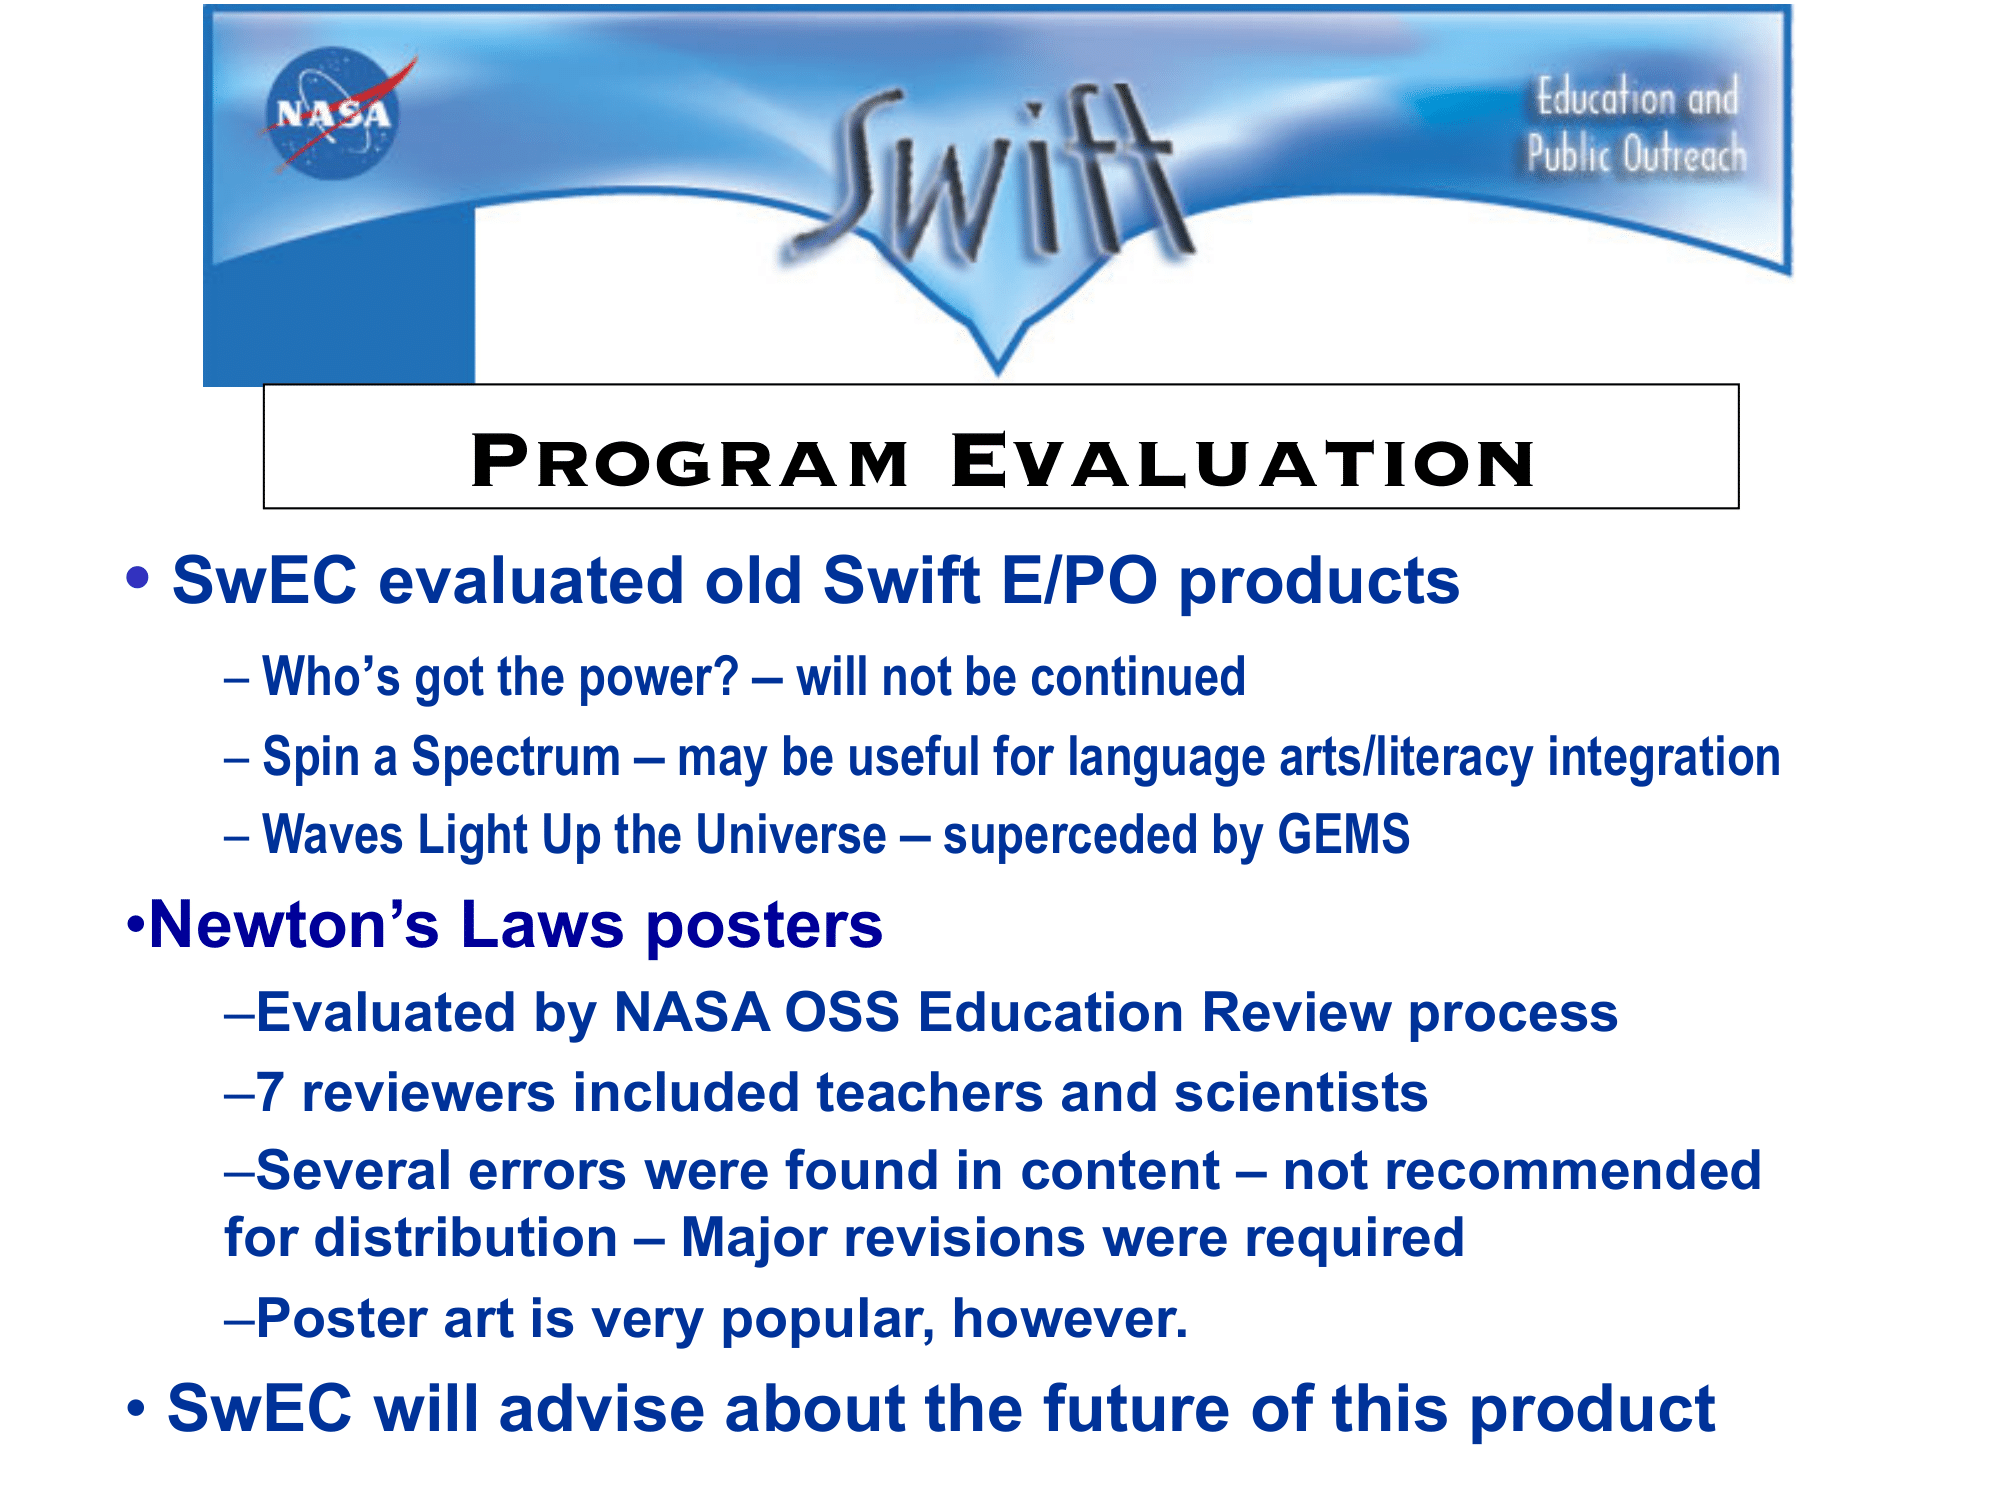 NASA
Swift
Education and
Public Outreach
PROGRAM EVALUATION
• SwEC evaluated old Swift E/PO products
– Who’s got the power? – will not be continued
– Spin a Spectrum – may be useful for language arts/literacy integration
– Waves Light Up the Universe – superceded by GEMS
•Newton’s Laws posters
–Evaluated by NASA OSS Education Review process
–7 reviewers included teachers and scientists
–Several errors were found in content – not recommended
for distribution – Major revisions were required
–Poster art is very popular, however.
• SwEC will advise about the future of this product